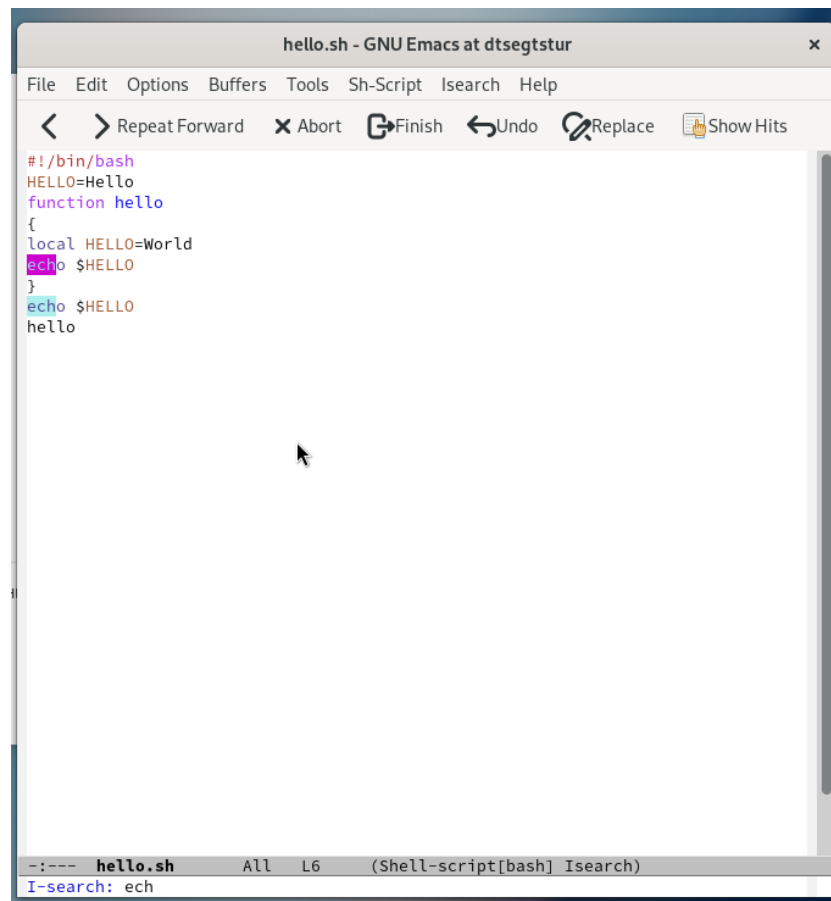 hello.sh - GNU Emacs at dtsegtstur ×
File Edit Options Buffers Tools Sh-Script Isearch Help
Repeat Forward Abort Finish Undo Replace Show Hits
#!/bin/bash
HELLO=Hello
function hello
{
local HELLO=World
echo $HELLO
}
echo $HELLO
hello
-:--- hello.sh All L6 (Shell-script[bash] Isearch)
I-search: ech